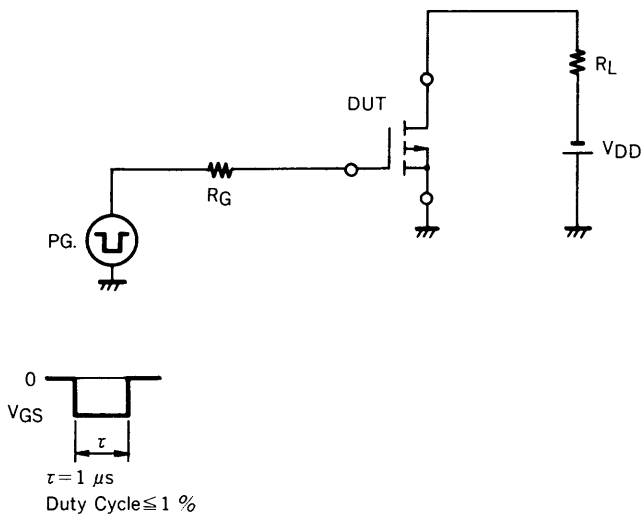 DUT
RL
VDD
RG
PG.
0
VGS
τ
τ=1 μs
Duty Cycle≦1 %